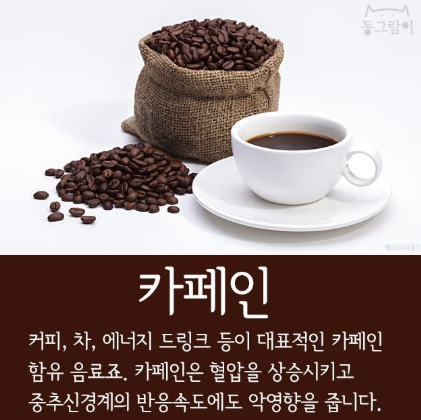 동그람이
카페인
커피, 차, 에너지 드링크 등이 대표적인 카페인
함유 음료죠. 카페인은 혈압을 상승시키고
중추신경계의 반응속도에도 악영향을 줍니다.